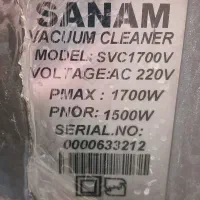 SANAM
VACUUM CLEANER
MODEL: SVC1700V
VOLTAGE:AC 220V
PMAX : 1700W
PNOR: 1500W
SERIAL.NO:
0000633212